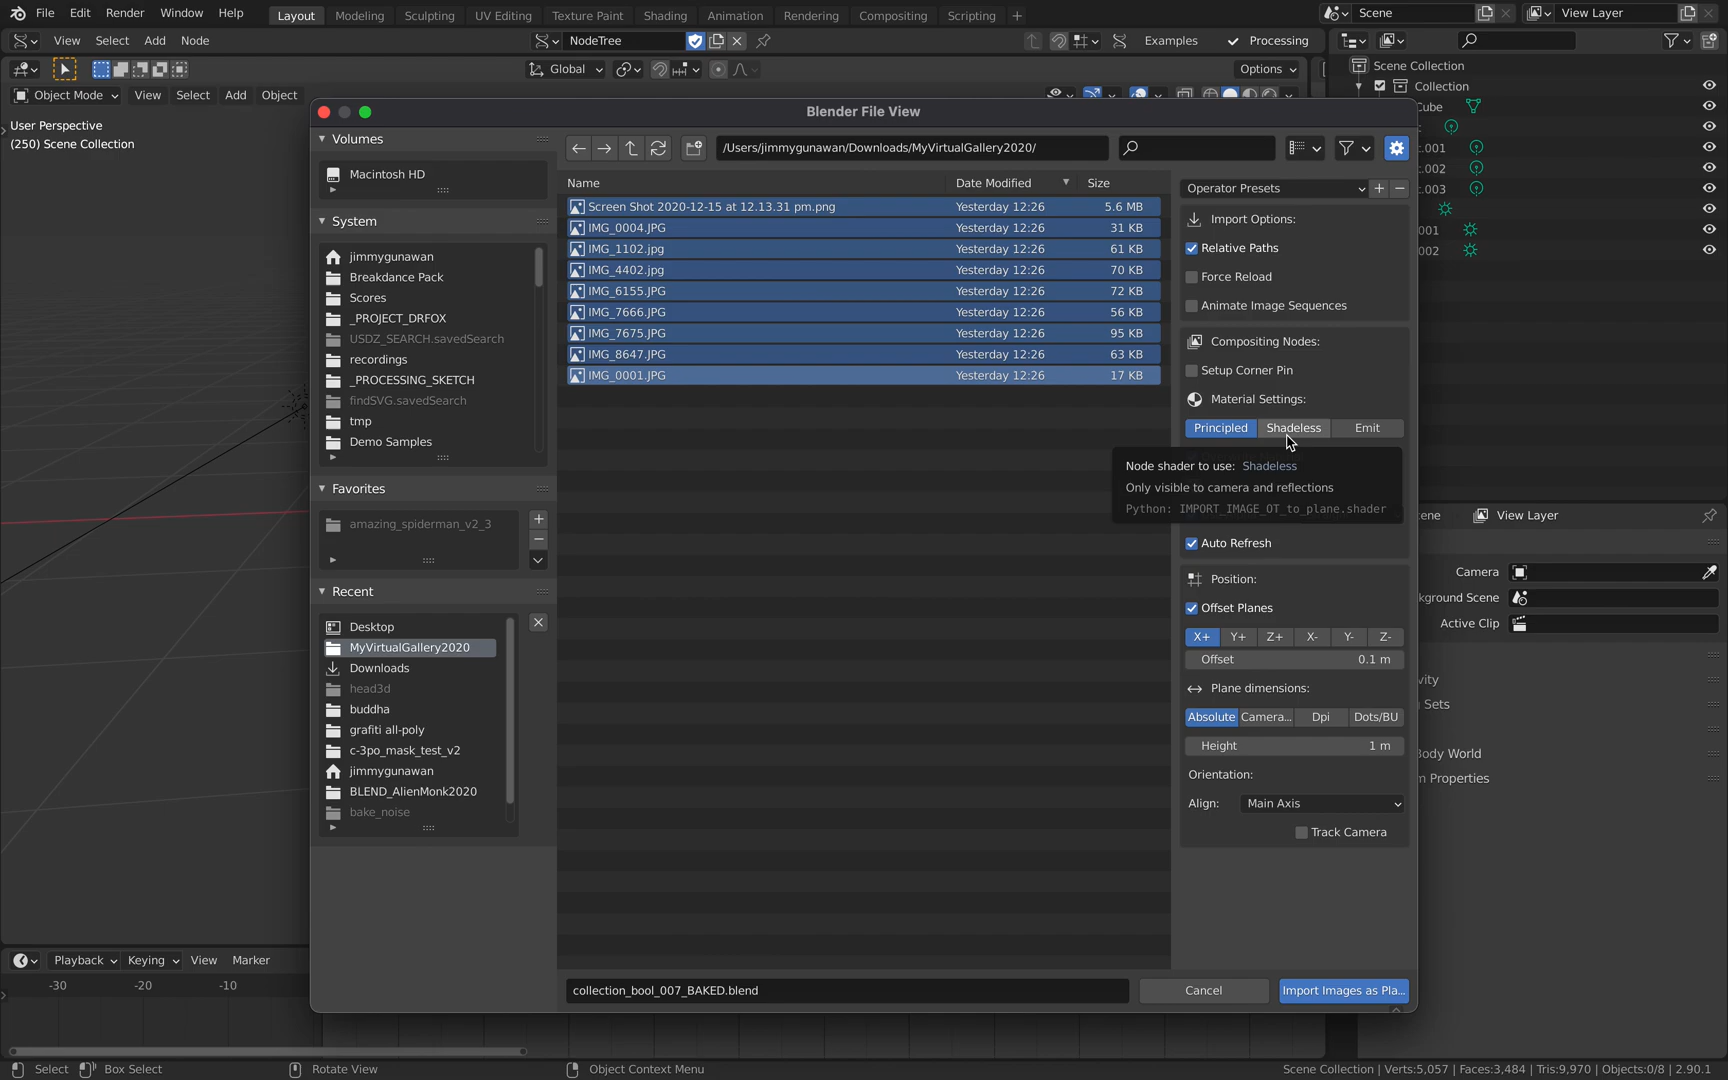 File Edit Render Window Help
Layout Modeling Sculpting UV Editing Texture Paint Shading Animation Rendering Compositing Scripting +
Scene View Layer
View Select Add Node
NodeTree
Examples Processing
Global
Options
Object Mode View Select Add Object
User Perspective
(250) Scene Collection
Scene Collection
Collection
Cube
.001
.002
.003
001
002
Blender File View
Volumes
Macintosh HD
System
jimmygunawan
Breakdance Pack
Scores
_PROJECT_DRFOX
USDZ_SEARCH.savedSearch
recordings
_PROCESSING_SKETCH
findSVG.savedSearch
tmp
Demo Samples
Favorites
amazing_spiderman_v2_3
Recent
Desktop
MyVirtualGallery2020
Downloads
head3d
buddha
grafiti all-poly
c-3po_mask_test_v2
jimmygunawan
BLEND_AlienMonk2020
bake_noise
/Users/jimmygunawan/Downloads/MyVirtualGallery2020/
Name Date Modified Size
Screen Shot 2020-12-15 at 12.13.31 pm.png Yesterday 12:26 5.6 MB
IMG_0004.JPG Yesterday 12:26 31 KB
IMG_1102.jpg Yesterday 12:26 61 KB
IMG_4402.jpg Yesterday 12:26 70 KB
IMG_6155.JPG Yesterday 12:26 72 KB
IMG_7666.JPG Yesterday 12:26 56 KB
IMG_7675.JPG Yesterday 12:26 95 KB
IMG_8647.JPG Yesterday 12:26 63 KB
IMG_0001.JPG Yesterday 12:26 17 KB
Operator Presets
Import Options:
Relative Paths
Force Reload
Animate Image Sequences
Compositing Nodes:
Setup Corner Pin
Material Settings:
Principled Shadeless Emit
Node shader to use: Shadeless
Only visible to camera and reflections
Python: IMPORT_IMAGE_OT_to_plane.shader
Auto Refresh
Position:
Offset Planes
X+ Y+ Z+ X- Y- Z-
Offset 0.1 m
Plane dimensions:
Absolute Camera... Dpi Dots/BU
Height 1 m
Orientation:
Align: Main Axis
Track Camera
collection_bool_007_BAKED.blend
Cancel
Import Images as Pla...
ene View Layer
Camera
kground Scene
Active Clip
vity
Sets
Body World
m Properties
Playback Keying View Marker
-30 -20 -10
Select Box Select Rotate View Object Context Menu
Scene Collection | Verts:5,057 | Faces:3,484 | Tris:9,970 | Objects:0/8 | 2.90.1